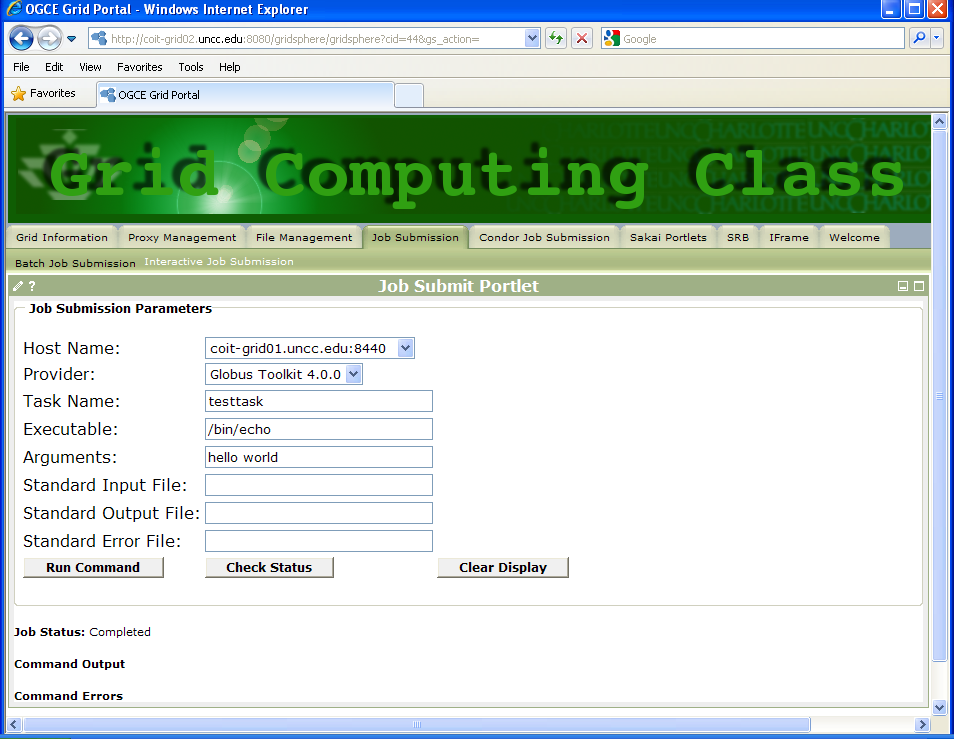 OGCE Grid Portal - Windows Internet Explorer
http://coit-grid02.uncc.edu:8080/gridsphere/gridsphere?cid=44&gs_action=
Google
File Edit View Favorites Tools Help
Favorites OGCE Grid Portal
Grid Computing Class
Grid Information Proxy Management File Management Job Submission Condor Job Submission Sakai Portlets SRB IFrame Welcome
Batch Job Submission Interactive Job Submission
? Job Submit Portlet
Job Submission Parameters
Host Name: coit-grid01.uncc.edu:8440
Provider: Globus Toolkit 4.0.0
Task Name: testtask
Executable: /bin/echo
Arguments: hello world
Standard Input File:
Standard Output File:
Standard Error File:
Run Command Check Status Clear Display
Job Status: Completed
Command Output
Command Errors